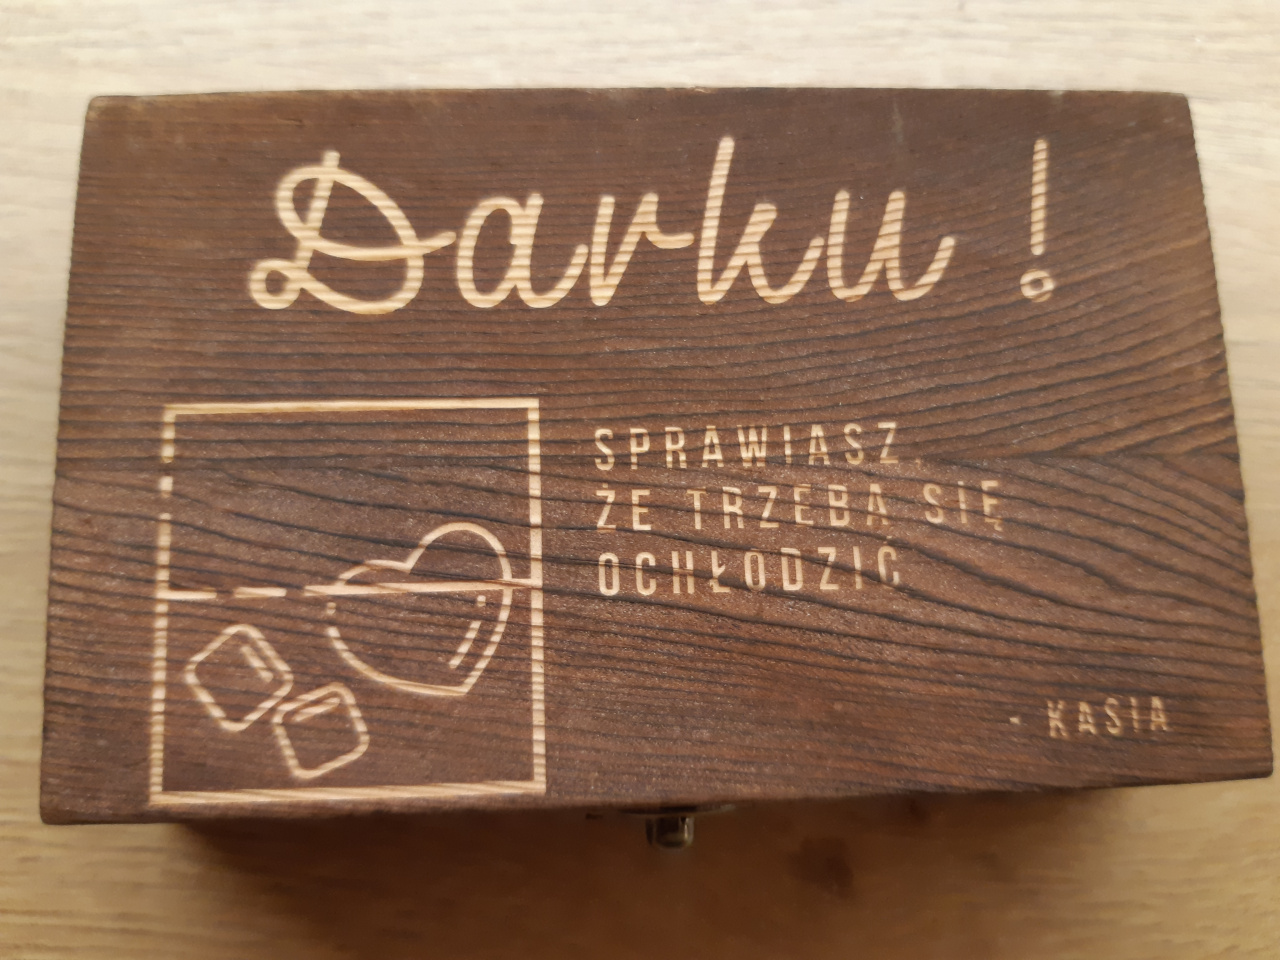 Darku !
SPRAWIASZ,
ŻE TRZEBA SIĘ
OCHŁODZIĆ
- KASIA